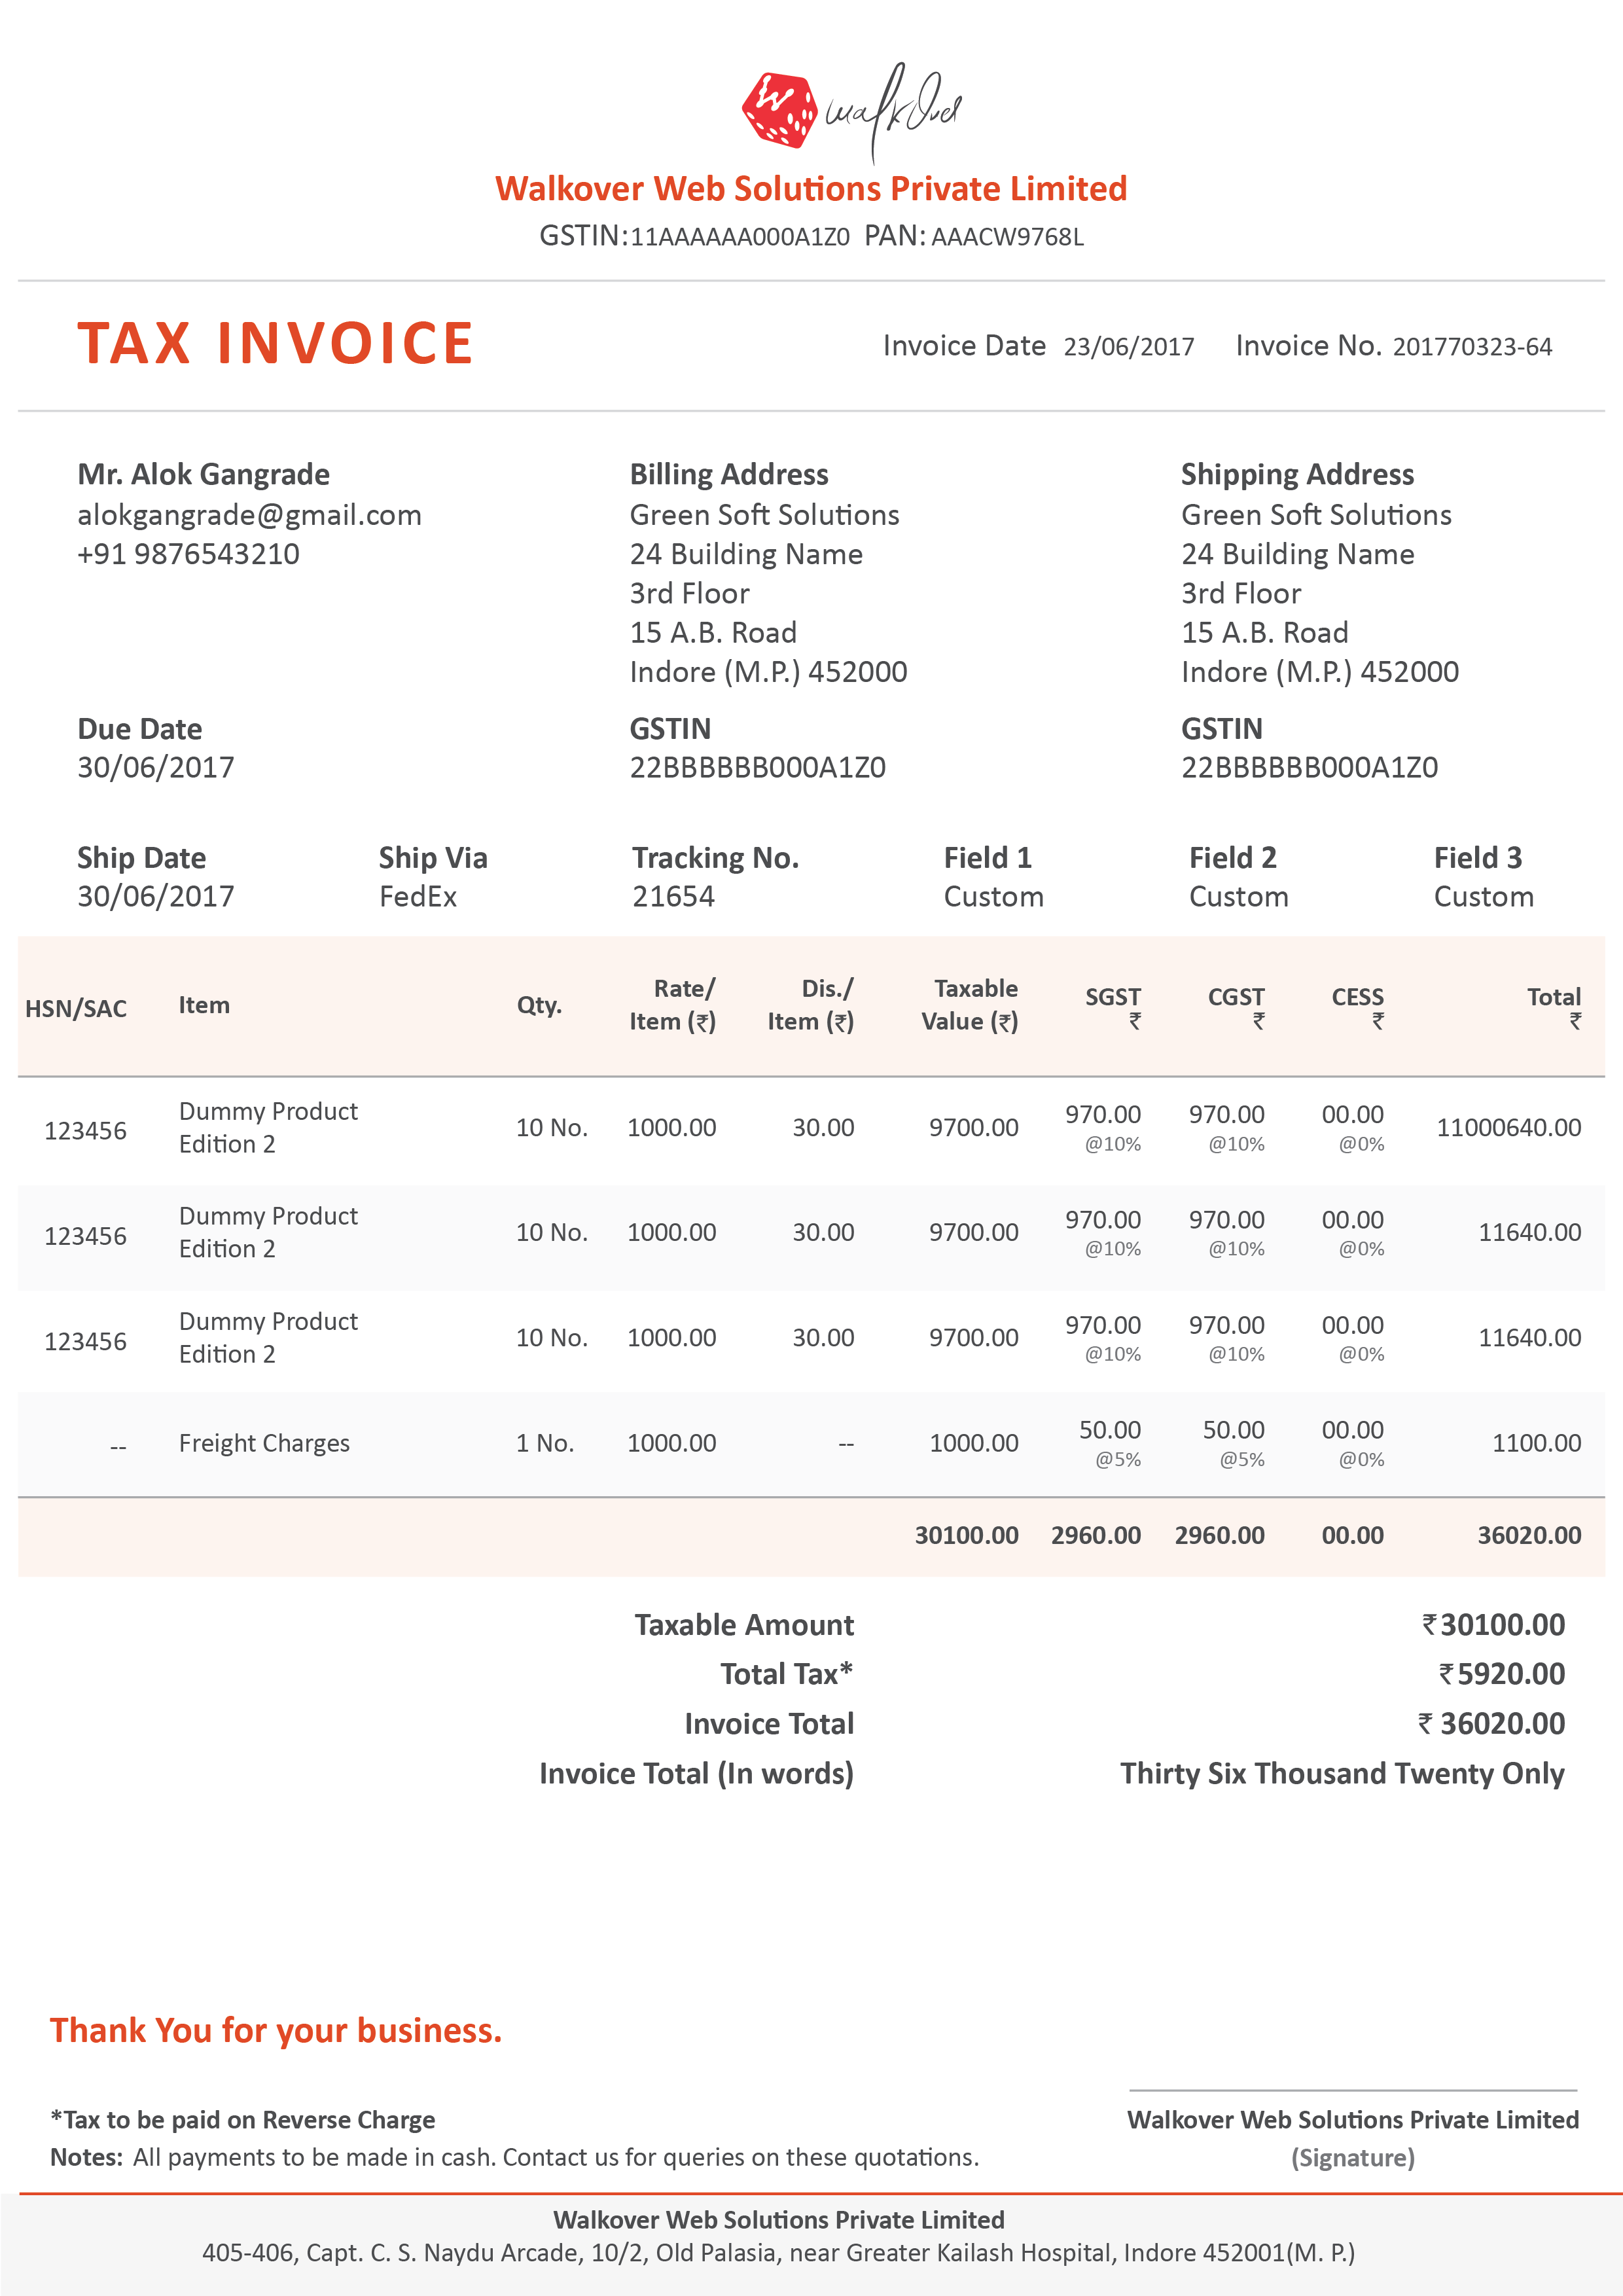 walkover
Walkover Web Solutions Private Limited
GSTIN:11AAAAAA000A1Z0 PAN: AAACW9768L
TAX INVOICE
Invoice Date 23/06/2017 Invoice No. 201770323-64
Mr. Alok Gangrade
alokgangrade@gmail.com
+91 9876543210
Billing Address
Green Soft Solutions
24 Building Name
3rd Floor
15 A.B. Road
Indore (M.P.) 452000
Shipping Address
Green Soft Solutions
24 Building Name
3rd Floor
15 A.B. Road
Indore (M.P.) 452000
Due Date
30/06/2017
GSTIN
22BBBBBB000A1Z0
GSTIN
22BBBBBB000A1Z0
Ship Date Ship Via Tracking No. Field 1 Field 2 Field 3
30/06/2017 FedEx 21654 Custom Custom Custom
HSN/SAC Item Qty. Rate/ Item (₹) Dis./ Item (₹) Taxable Value (₹) SGST ₹ CGST ₹ CESS ₹ Total ₹
123456 Dummy Product Edition 2 10 No. 1000.00 30.00 9700.00 970.00 @10% 970.00 @10% 00.00 @0% 11000640.00
123456 Dummy Product Edition 2 10 No. 1000.00 30.00 9700.00 970.00 @10% 970.00 @10% 00.00 @0% 11640.00
123456 Dummy Product Edition 2 10 No. 1000.00 30.00 9700.00 970.00 @10% 970.00 @10% 00.00 @0% 11640.00
-- Freight Charges 1 No. 1000.00 -- 1000.00 50.00 @5% 50.00 @5% 00.00 @0% 1100.00
30100.00 2960.00 2960.00 00.00 36020.00
Taxable Amount ₹30100.00
Total Tax* ₹5920.00
Invoice Total ₹ 36020.00
Invoice Total (In words) Thirty Six Thousand Twenty Only
Thank You for your business.
*Tax to be paid on Reverse Charge
Notes: All payments to be made in cash. Contact us for queries on these quotations.
Walkover Web Solutions Private Limited
(Signature)
Walkover Web Solutions Private Limited
405-406, Capt. C. S. Naydu Arcade, 10/2, Old Palasia, near Greater Kailash Hospital, Indore 452001(M. P.)